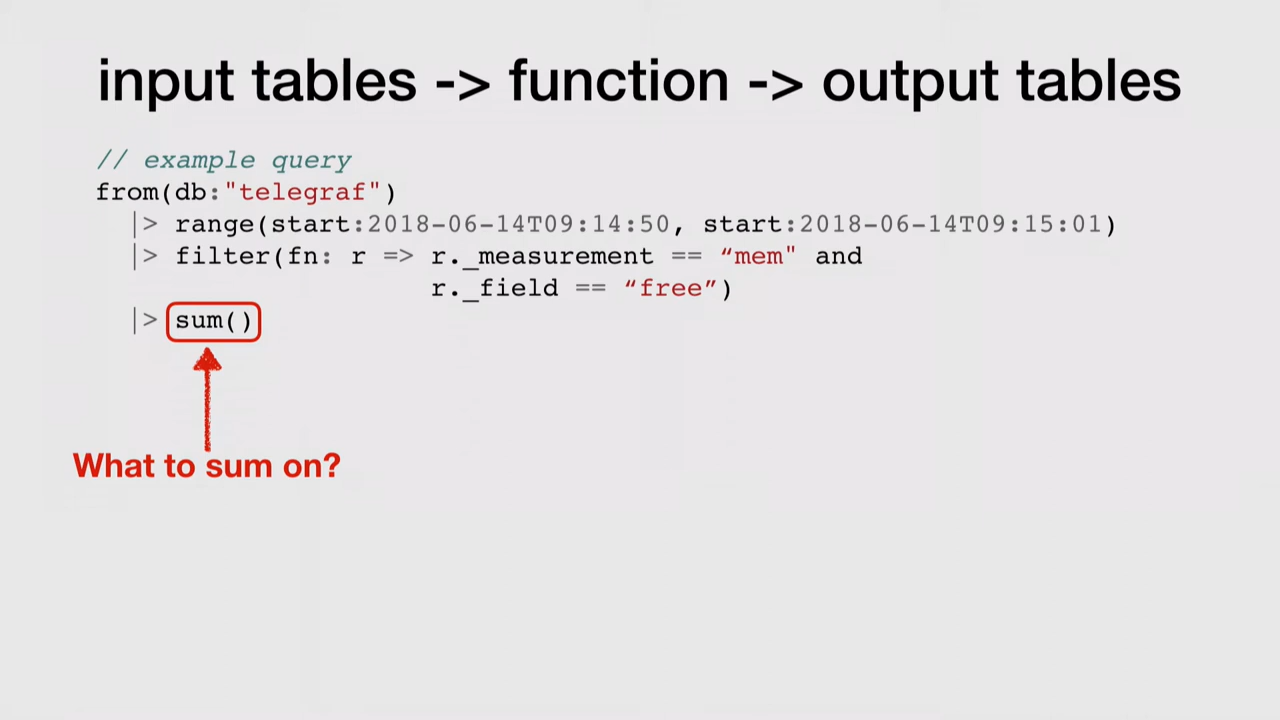 input tables -> function -> output tables
// example query
from(db:"telegraf")
|> range(start:2018-06-14T09:14:50, start:2018-06-14T09:15:01)
|> filter(fn: r => r._measurement == “mem" and
r._field == “free”)
|> sum()
What to sum on?